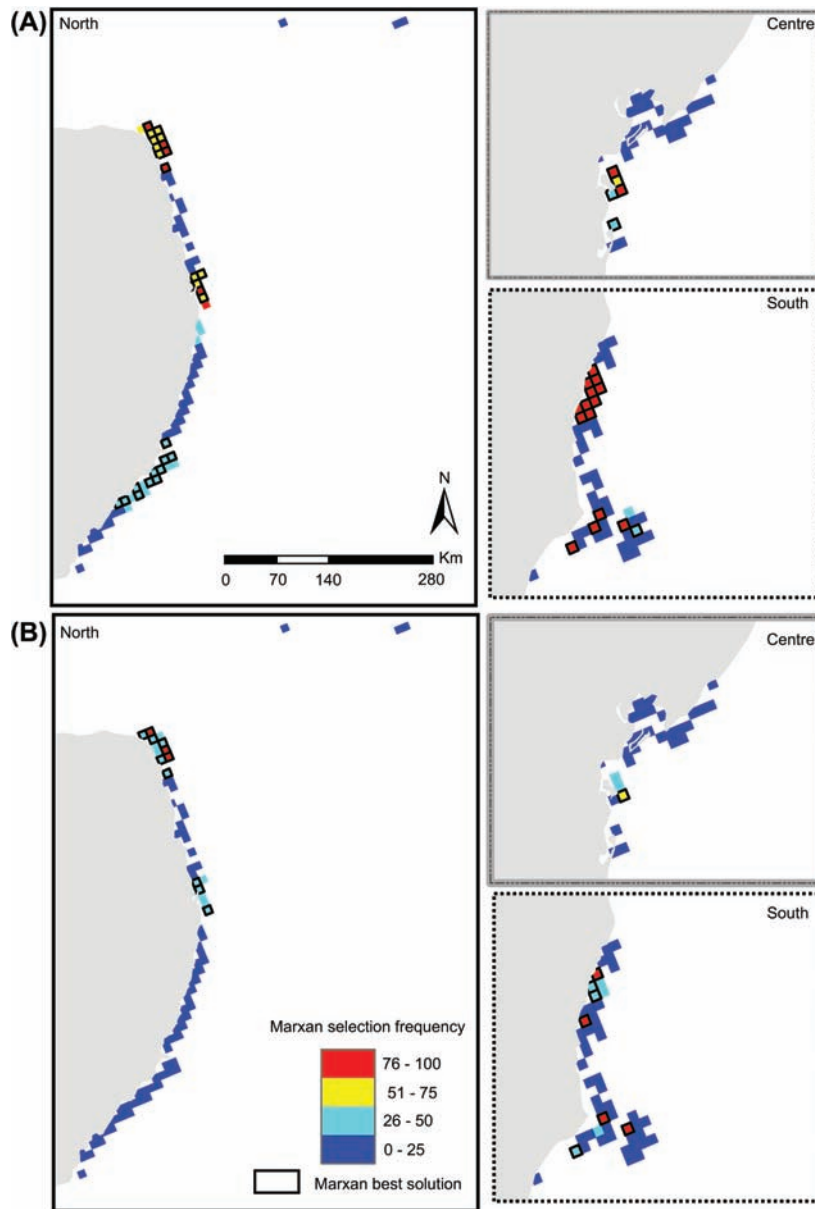 (A)
North
Centre
South
N
Km
0 70 140 280
(B)
North
Centre
South
Marxan selection frequency
76 - 100
51 - 75
26 - 50
0 - 25
Marxan best solution